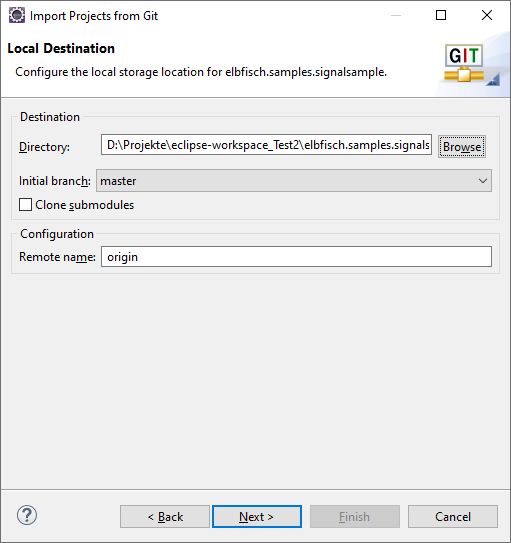 Import Projects from Git
Local Destination
Configure the local storage location for elbfisch.samples.signalsample.
GIT
Destination
Directory: D:\Projekte\eclipse-workspace_Test2\elbfisch.samples.signals Browse
Initial branch: master
Clone submodules
Configuration
Remote name: origin
? < Back Next > Finish Cancel